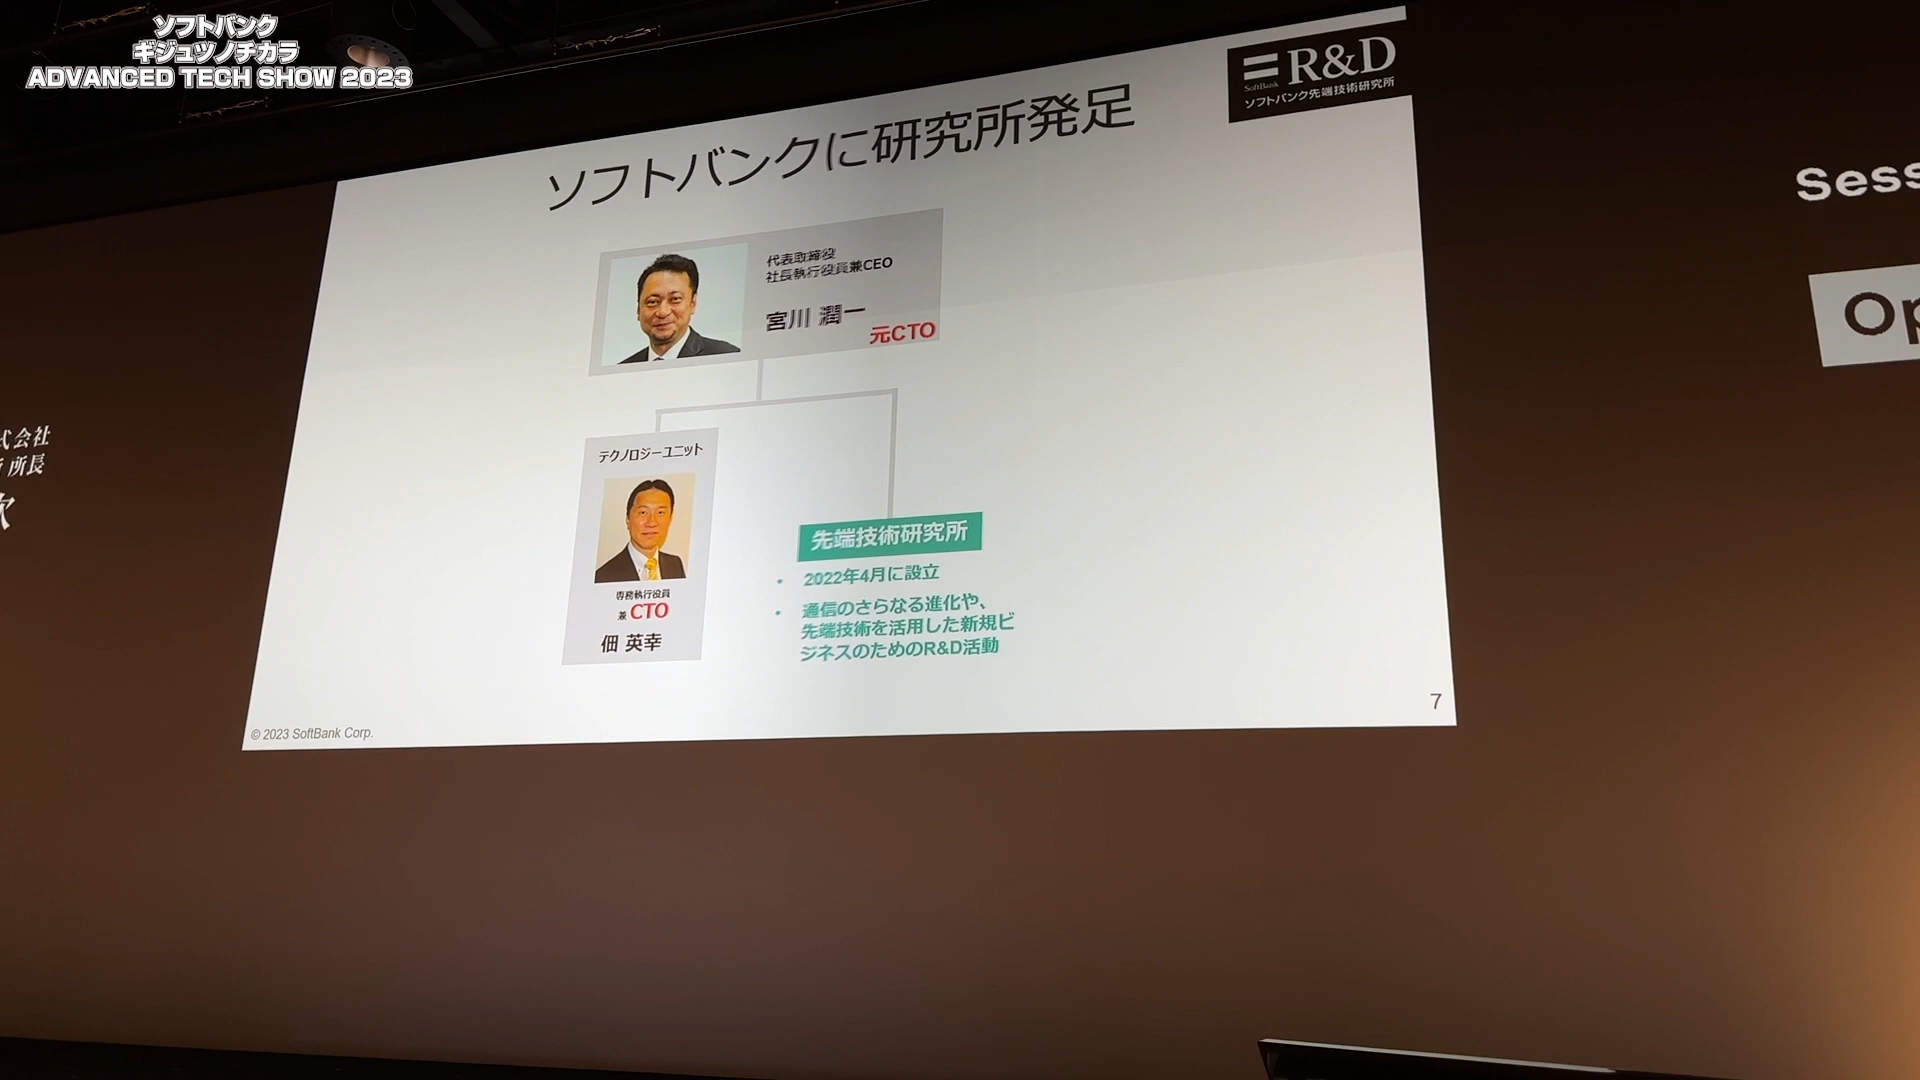 ソフトバンク
ギジュツノチカラ
ADVANCED TECH SHOW 2023
R&D
SoftBank
ソフトバンク先端技術研究所
ソフトバンクに研究所発足
代表取締役
社長執行役員兼CEO
宮川 潤一
元CTO
テクノロジーユニット
専務執行役員
兼 CTO
佃 英幸
先端技術研究所
• 2022年4月に設立
• 通信のさらなる進化や、
先端技術を活用した新規ビ
ジネスのためのR&D活動
7
© 2023 SoftBank Corp.
式会社
所長
次
Sess
Op